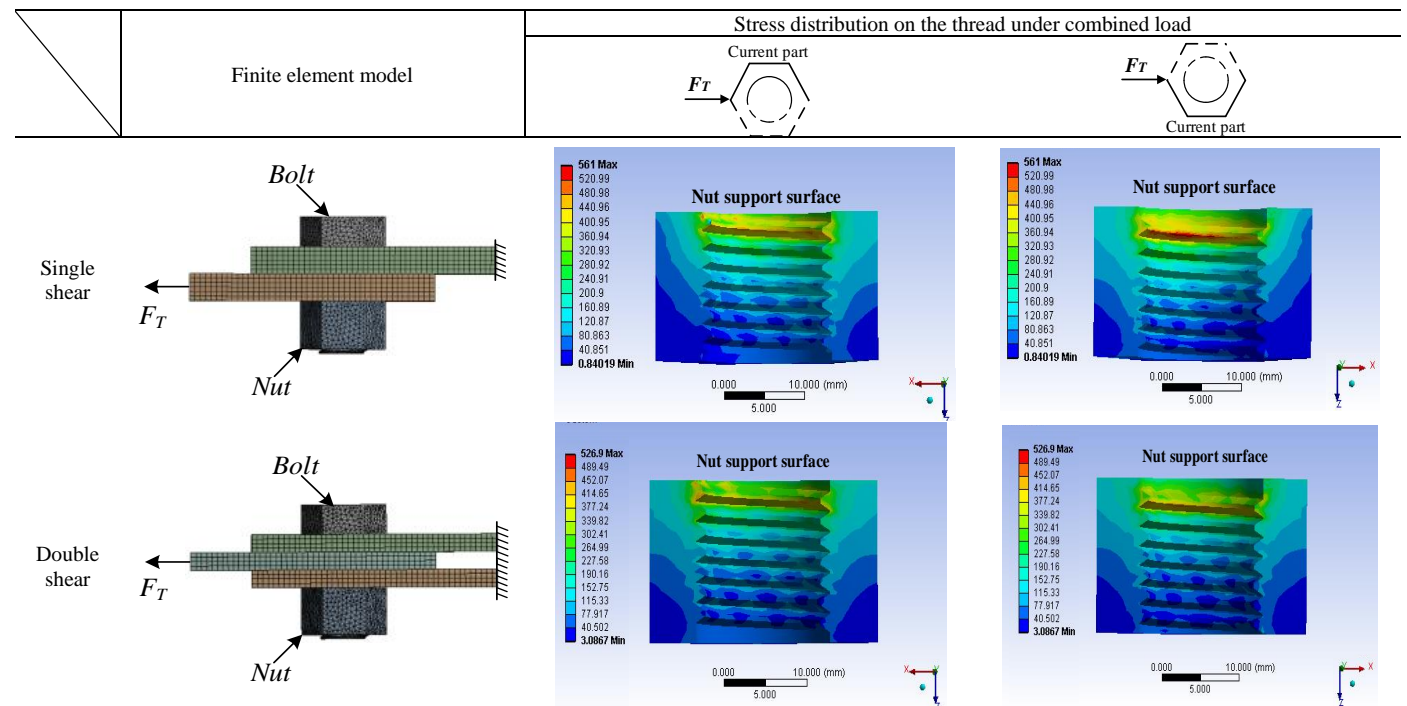 Stress distribution on the thread under combined load
Finite element model
Current part
F_T
F_T
Current part
Single
shear
Bolt
F_T
Nut
561 Max
520.99
480.98
440.96
400.95
360.94
320.93
280.92
240.91
200.9
160.89
120.87
80.863
40.851
0.84019 Min
Nut support surface
0.000 10.000 (mm)
5.000
X Y
Z
561 Max
520.99
480.98
440.96
400.95
360.94
320.93
280.92
240.91
200.9
160.89
120.87
80.863
40.851
0.84019 Min
Nut support surface
0.000 10.000 (mm)
5.000
Y X
Z
Double
shear
Bolt
F_T
Nut
526.9 Max
489.49
452.07
414.65
377.24
339.82
302.41
264.99
227.58
190.16
152.75
115.33
77.917
40.502
3.0867 Min
Nut support surface
0.000 10.000 (mm)
5.000
X Y
Z
526.9 Max
489.49
452.07
414.65
377.24
339.82
302.41
264.99
227.58
190.16
152.75
115.33
77.917
40.502
3.0867 Min
Nut support surface
0.000 10.000 (mm)
5.000
Y X
Z